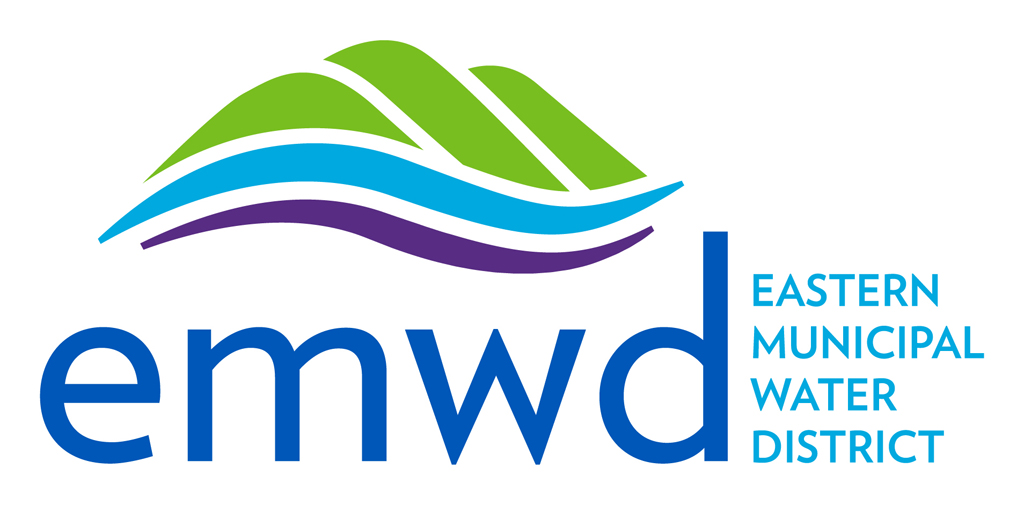 emwd
EASTERN
MUNICIPAL
WATER
DISTRICT